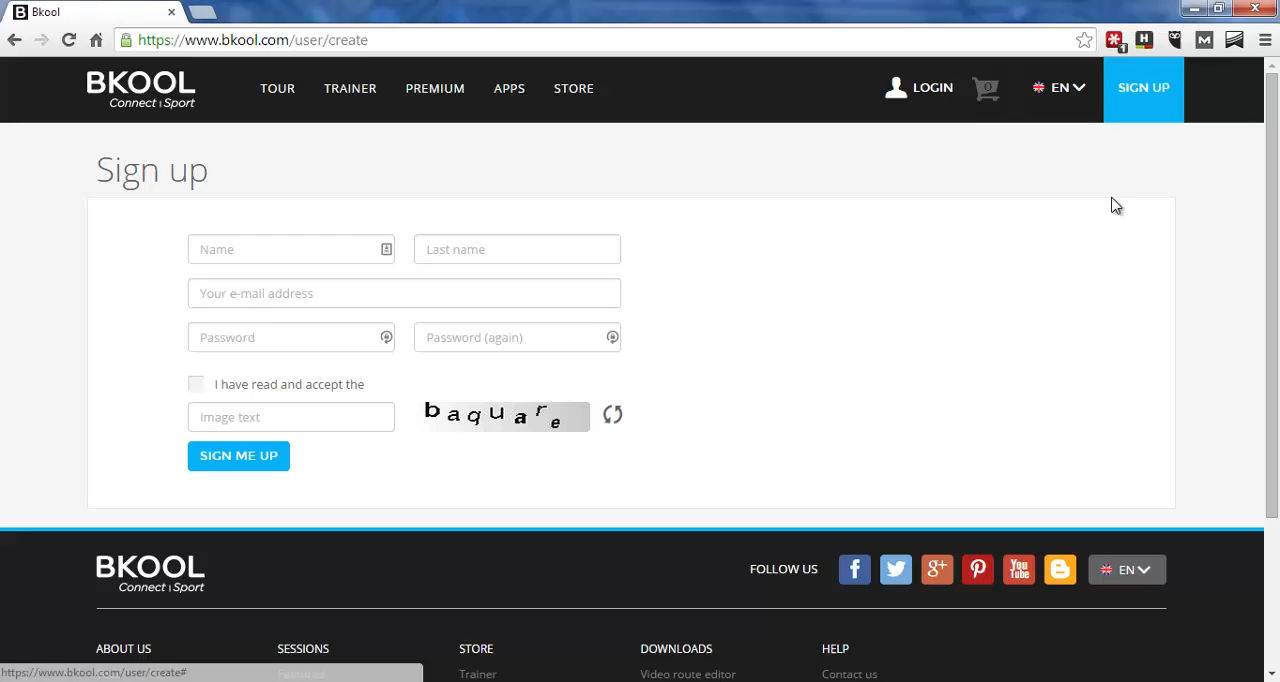 Bkool
https://www.bkool.com/user/create
BKOOL
Connect | Sport
TOUR TRAINER PREMIUM APPS STORE
LOGIN 0 EN SIGN UP
Sign up
Name Last name
Your e-mail address
Password Password (again)
I have read and accept the
Image text baquare
SIGN ME UP
BKOOL
Connect | Sport
FOLLOW US f g+ You Tube B EN
ABOUT US SESSIONS STORE DOWNLOADS HELP
https://www.bkool.com/user/create# Trainer Video route editor Contact us